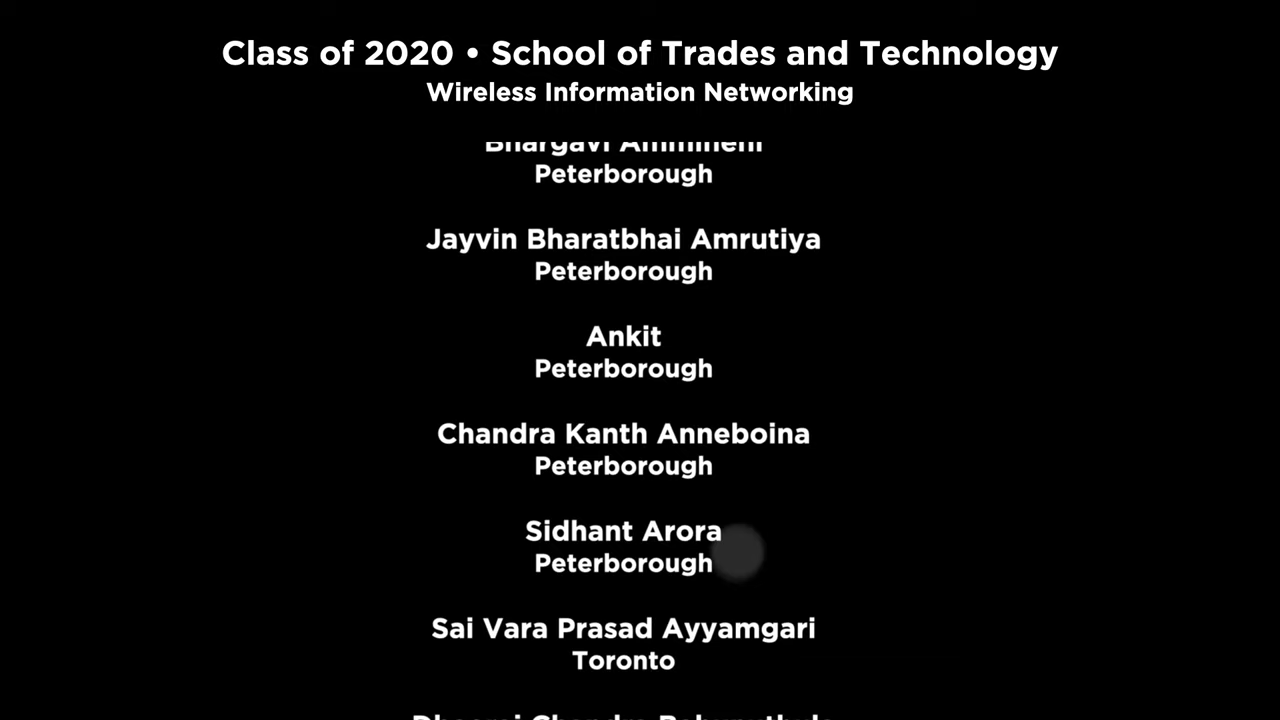 Class of 2020 • School of Trades and Technology
Wireless Information Networking
Bhargavi
Peterborough
Jayvin Bharatbhai Amrutiya
Peterborough
Ankit
Peterborough
Chandra Kanth Anneboina
Peterborough
Sidhant Arora
Peterborough
Sai Vara Prasad Ayyamgari
Toronto